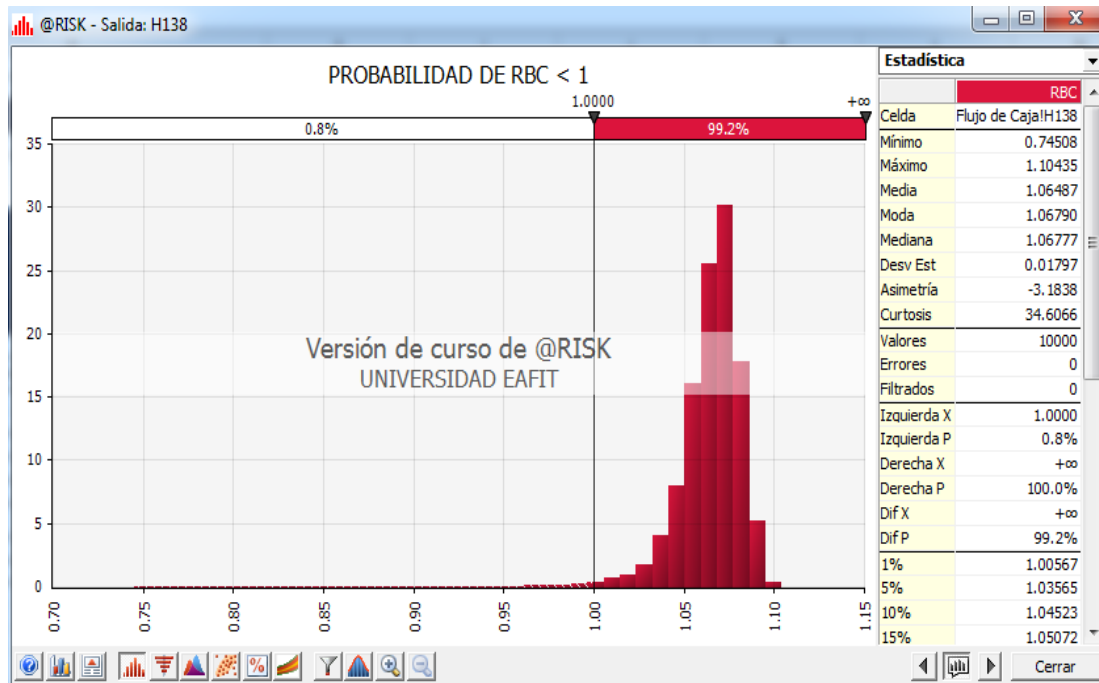 @RISK - Salida: H138
PROBABILIDAD DE RBC < 1
1.0000 +∞
0.8% 99.2%
35
30
25
20
15
10
5
0
Versión de curso de @RISK
UNIVERSIDAD EAFIT
0.70 0.75 0.80 0.85 0.90 0.95 1.00 1.05 1.10 1.15
Estadística
RBC
Celda Flujo de Caja!H138
Mínimo 0.74508
Máximo 1.10435
Media 1.06487
Moda 1.06790
Mediana 1.06777
Desv Est 0.01797
Asimetría -3.1838
Curtosis 34.6066
Valores 10000
Errores 0
Filtrados 0
Izquierda X 1.0000
Izquierda P 0.8%
Derecha X +∞
Derecha P 100.0%
Dif X +∞
Dif P 99.2%
1% 1.00567
5% 1.03565
10% 1.04523
15% 1.05072
Cerrar